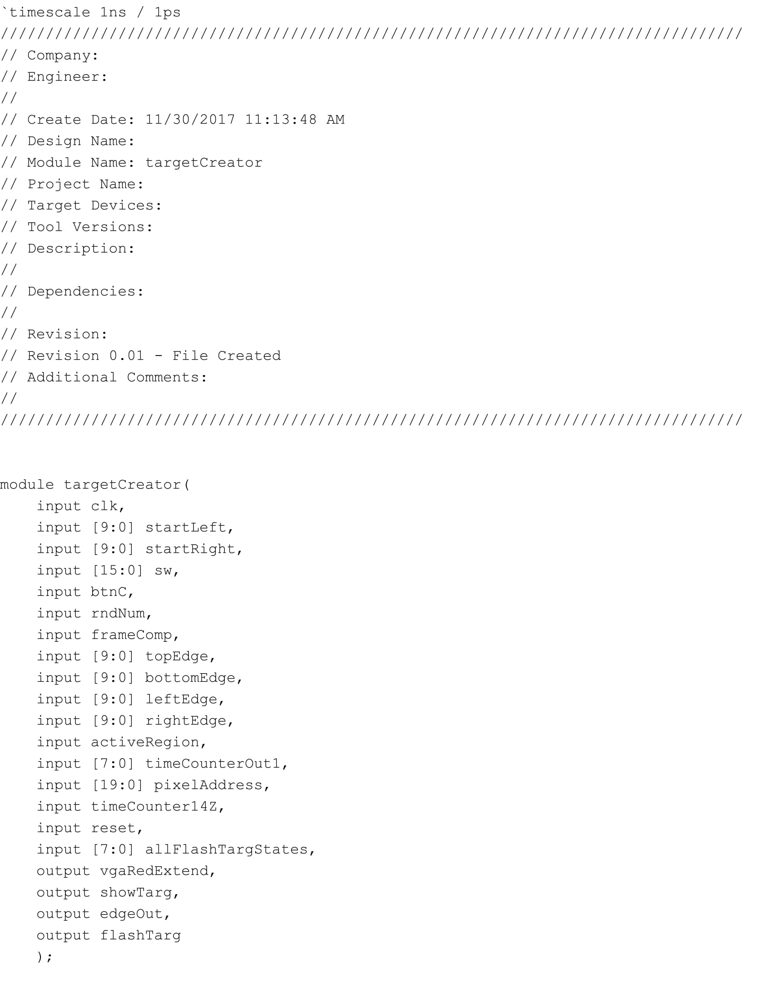 `timescale 1ns / 1ps
//////////////////////////////////////////////////////////////////////////////////
// Company:
// Engineer:
//
// Create Date: 11/30/2017 11:13:48 AM
// Design Name:
// Module Name: targetCreator
// Project Name:
// Target Devices:
// Tool Versions:
// Description:
//
// Dependencies:
//
// Revision:
// Revision 0.01 - File Created
// Additional Comments:
//
//////////////////////////////////////////////////////////////////////////////////
module targetCreator(
    input clk,
    input [9:0] startLeft,
    input [9:0] startRight,
    input [15:0] sw,
    input btnC,
    input rndNum,
    input frameComp,
    input [9:0] topEdge,
    input [9:0] bottomEdge,
    input [9:0] leftEdge,
    input [9:0] rightEdge,
    input activeRegion,
    input [7:0] timeCounterOut1,
    input [19:0] pixelAddress,
    input timeCounter14Z,
    input reset,
    input [7:0] allFlashTargStates,
    output vgaRedExtend,
    output showTarg,
    output edgeOut,
    output flashTarg
    );